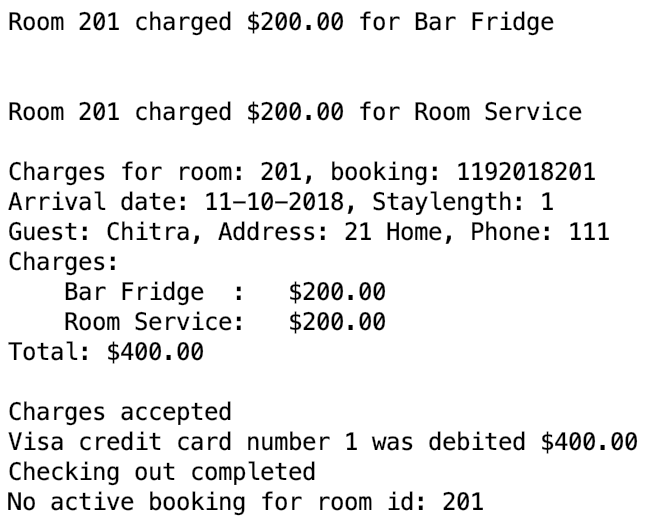 Room 201 charged $200.00 for Bar Fridge
Room 201 charged $200.00 for Room Service
Charges for room: 201, booking: 1192018201
Arrival date: 11-10-2018, Staylength: 1
Guest: Chitra, Address: 21 Home, Phone: 111
Charges:
    Bar Fridge  :   $200.00
    Room Service:   $200.00
Total: $400.00
Charges accepted
Visa credit card number 1 was debited $400.00
Checking out completed
No active booking for room id: 201